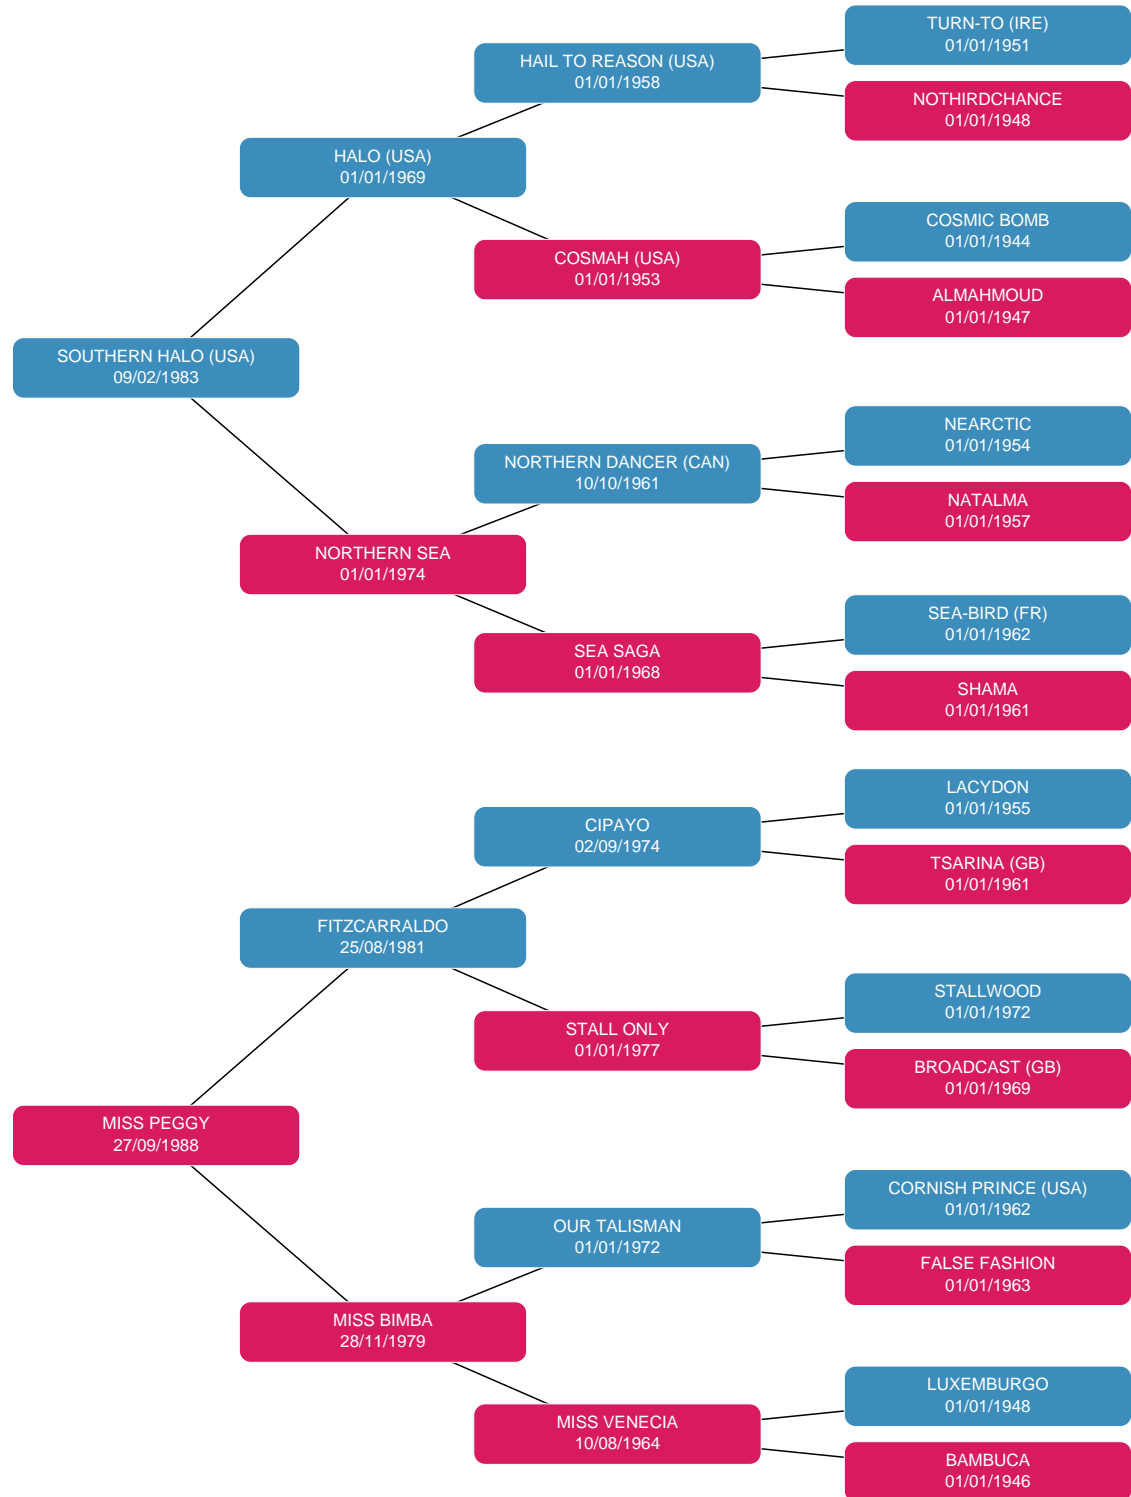 TURN-TO (IRE)
01/01/1951
HAIL TO REASON (USA)
01/01/1958
NOTHIRDCHANCE
01/01/1948
HALO (USA)
01/01/1969
COSMIC BOMB
01/01/1944
COSMAH (USA)
01/01/1953
ALMAHMOUD
01/01/1947
SOUTHERN HALO (USA)
09/02/1983
NEARCTIC
01/01/1954
NORTHERN DANCER (CAN)
10/10/1961
NATALMA
01/01/1957
NORTHERN SEA
01/01/1974
SEA-BIRD (FR)
01/01/1962
SEA SAGA
01/01/1968
SHAMA
01/01/1961
LACYDON
01/01/1955
CIPAYO
02/09/1974
TSARINA (GB)
01/01/1961
FITZCARRALDO
25/08/1981
STALLWOOD
01/01/1972
STALL ONLY
01/01/1977
BROADCAST (GB)
01/01/1969
MISS PEGGY
27/09/1988
CORNISH PRINCE (USA)
01/01/1962
OUR TALISMAN
01/01/1972
FALSE FASHION
01/01/1963
MISS BIMBA
28/11/1979
LUXEMBURGO
01/01/1948
MISS VENECIA
10/08/1964
BAMBUCA
01/01/1946